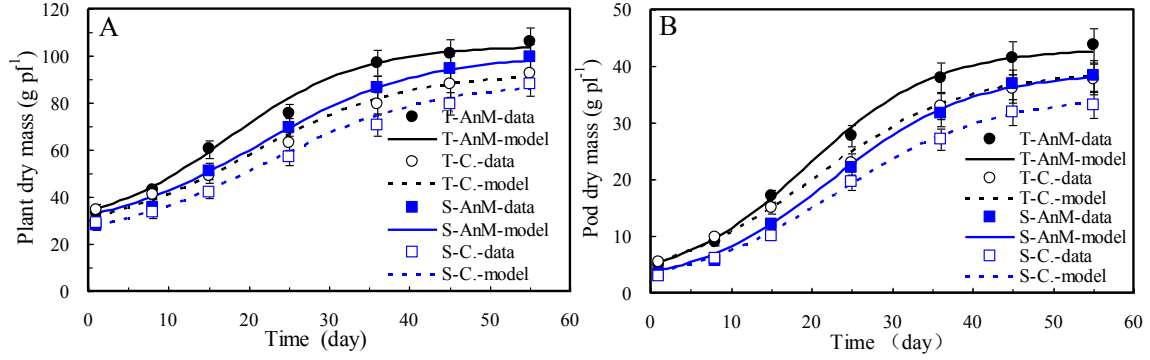 A
Plant dry mass (g pl⁻¹)
120
100
80
60
40
20
0
T-AnM-data
T-AnM-model
T-C.-data
T-C.-model
S-AnM-data
S-AnM-model
S-C.-data
S-C.-model
0 10 20 30 40 50 60
Time (day)
B
Pod dry mass (g pl⁻¹)
50
40
30
20
10
0
T-AnM-data
T-AnM-model
T-C.-data
T-C.-model
S-AnM-data
S-AnM-model
S-C.-data
S-C.-model
0 10 20 30 40 50 60
Time（day）